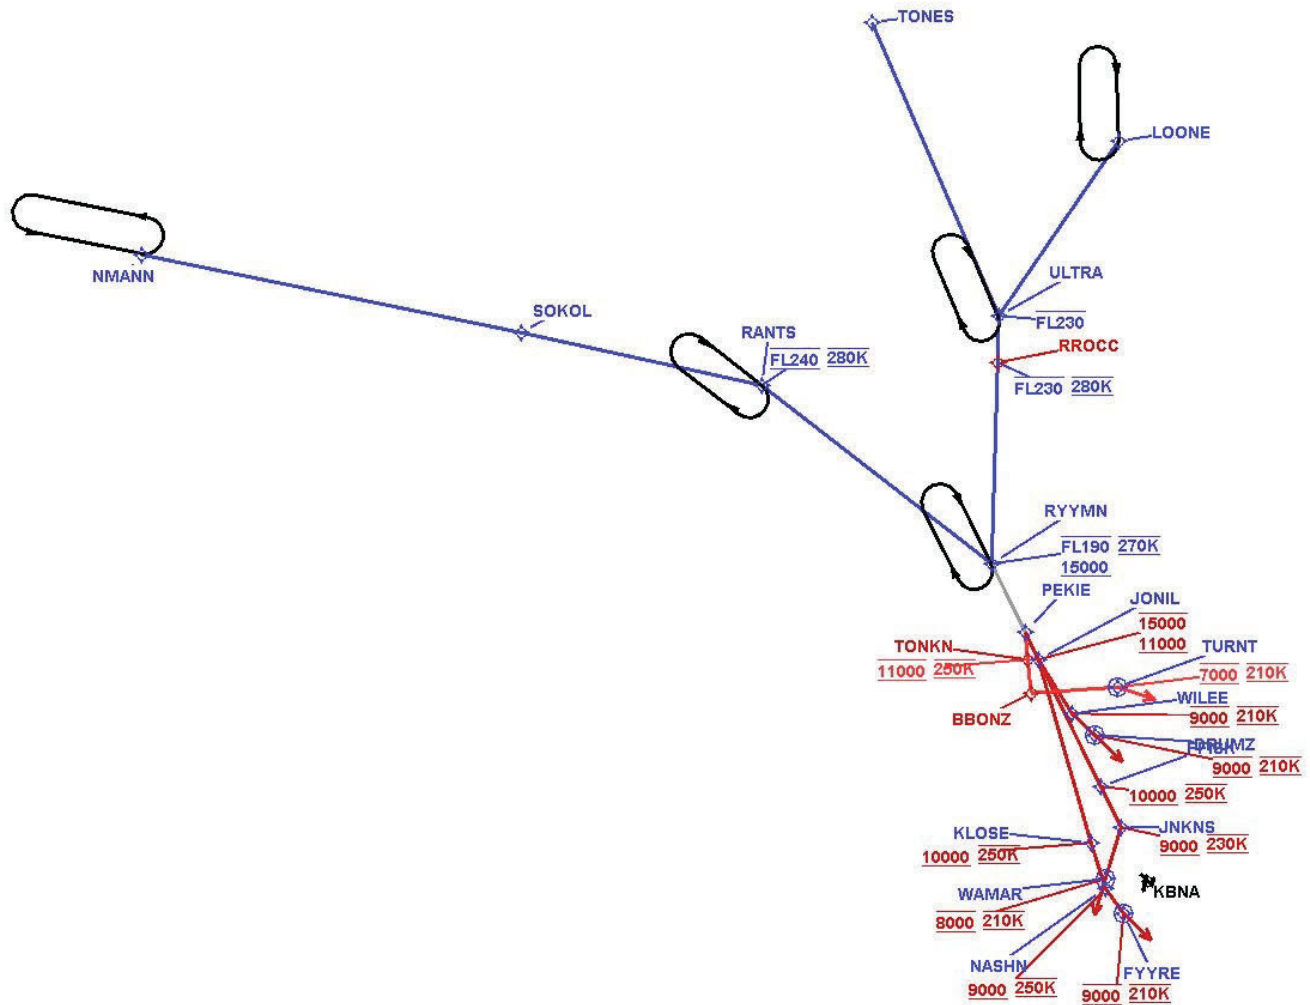 TONES
LOONE
NMANN
SOKOL
RANTS
FL240 280K
ULTRA
FL230
RROCC
FL230 280K
RYYMN
FL190 270K
15000
PEKIE
JONIL
15000
11000
TONKN
11000 250K
TURNT
7000 210K
BBONZ
WILEE
9000 210K
DRUMZ
9000 210K
10000 250K
JNKNS
9000 230K
KLOSE
10000 250K
KBNA
WAMAR
8000 210K
NASHN
9000 250K
FYYRE
9000 210K